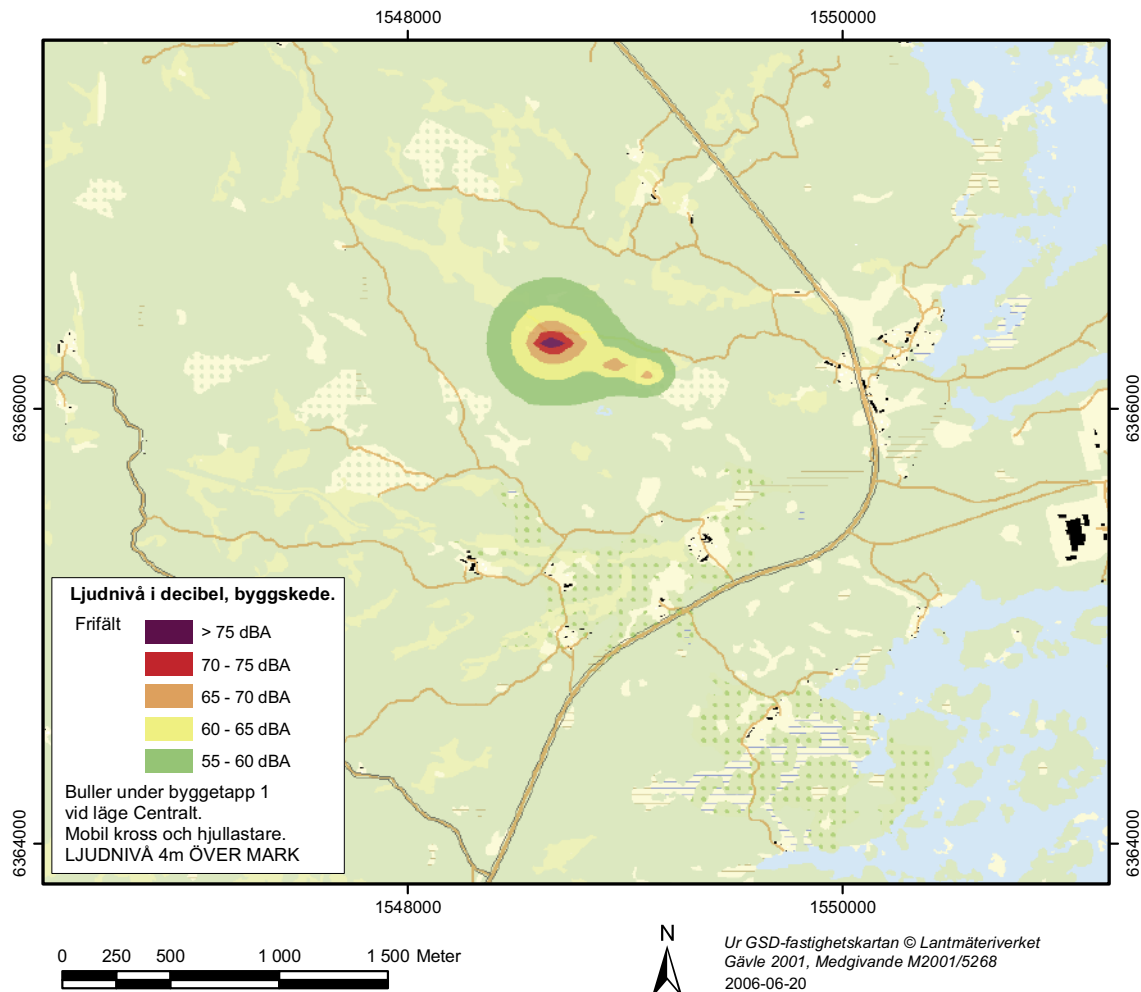 1548000
1550000
6366000
6366000
6364000
6364000
Ljudnivå i decibel, byggskede.
Frifält
> 75 dBA
70 - 75 dBA
65 - 70 dBA
60 - 65 dBA
55 - 60 dBA
Buller under byggetapp 1
vid läge Centralt.
Mobil kross och hjullastare.
LJUDNIVÅ 4m ÖVER MARK
1548000
1550000
0 250 500 1 000 1 500 Meter
N
Ur GSD-fastighetskartan © Lantmäteriverket
Gävle 2001, Medgivande M2001/5268
2006-06-20